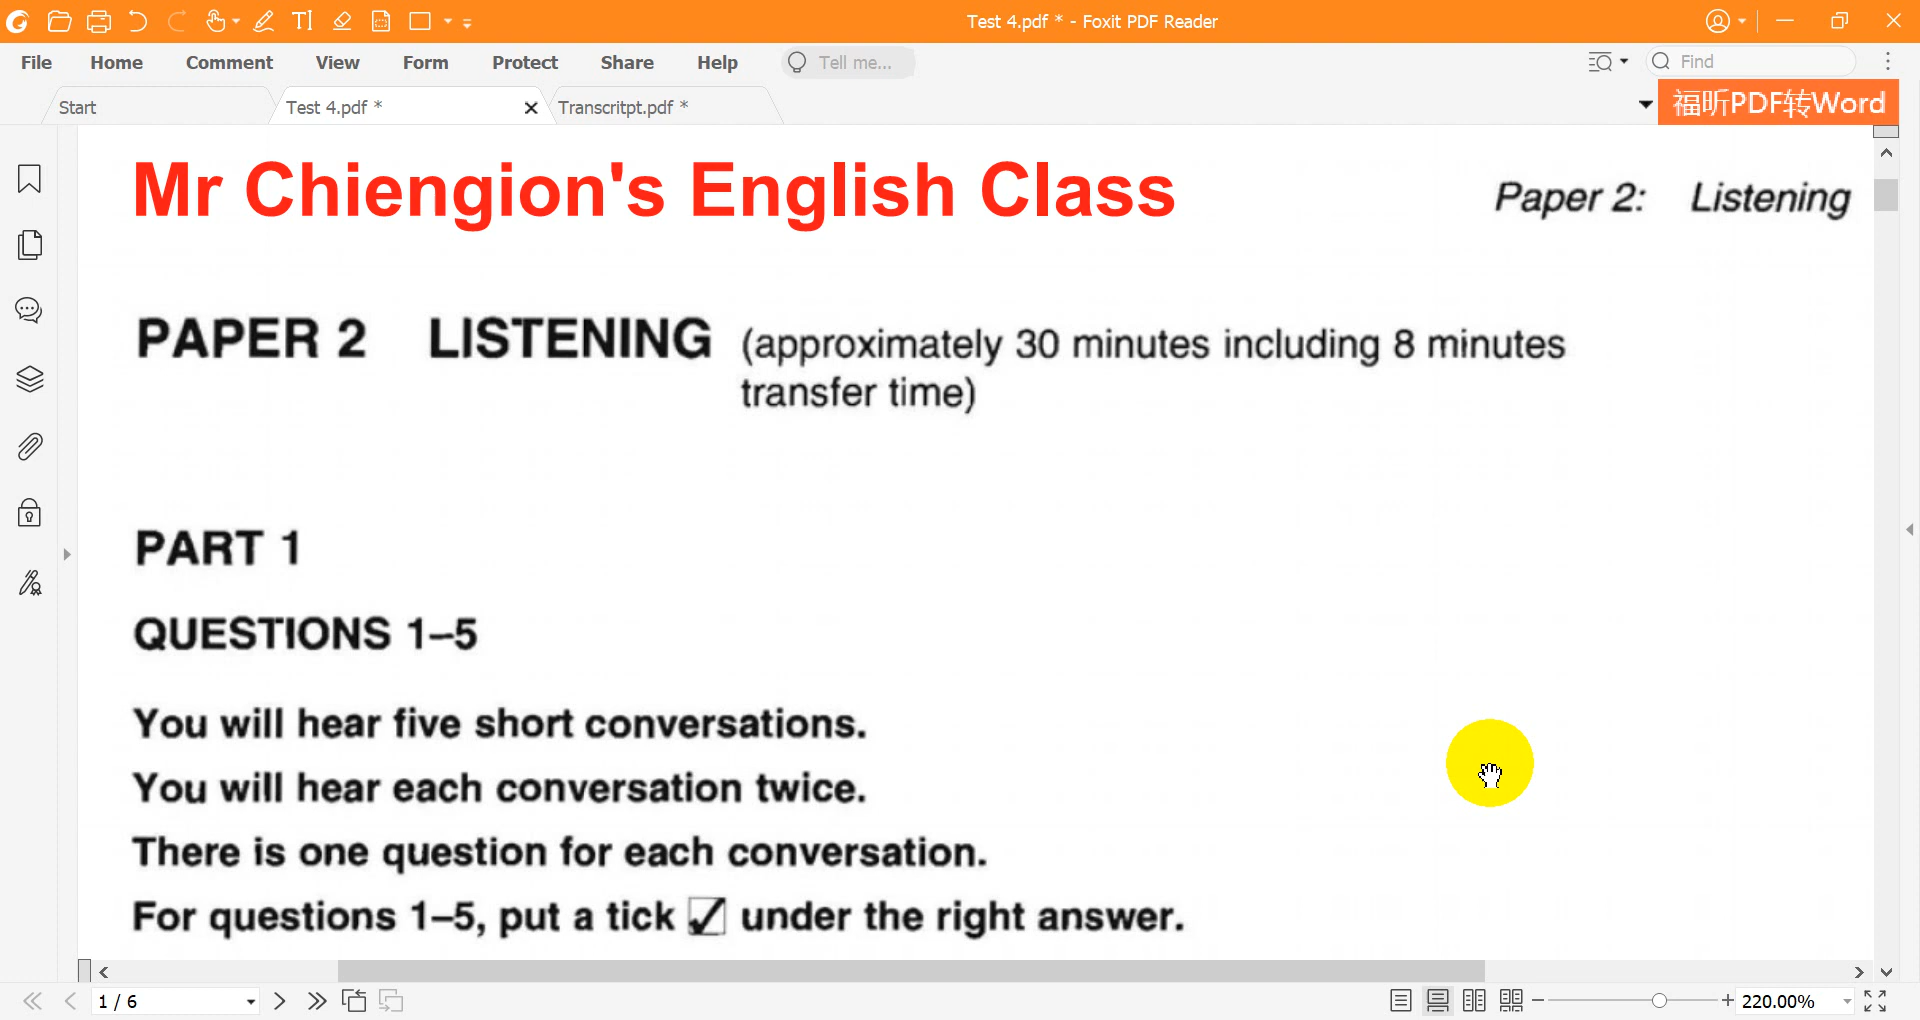 Test 4.pdf * - Foxit PDF Reader
File Home Comment View Form Protect Share Help Tell me... Find
Start Test 4.pdf * Transcritpt.pdf * 福昕PDF转Word
Mr Chiengion's English Class Paper 2: Listening
PAPER 2 LISTENING (approximately 30 minutes including 8 minutes
transfer time)
PART 1
QUESTIONS 1–5
You will hear five short conversations.
You will hear each conversation twice.
There is one question for each conversation.
For questions 1–5, put a tick ☑ under the right answer.
1 / 6 220.00%